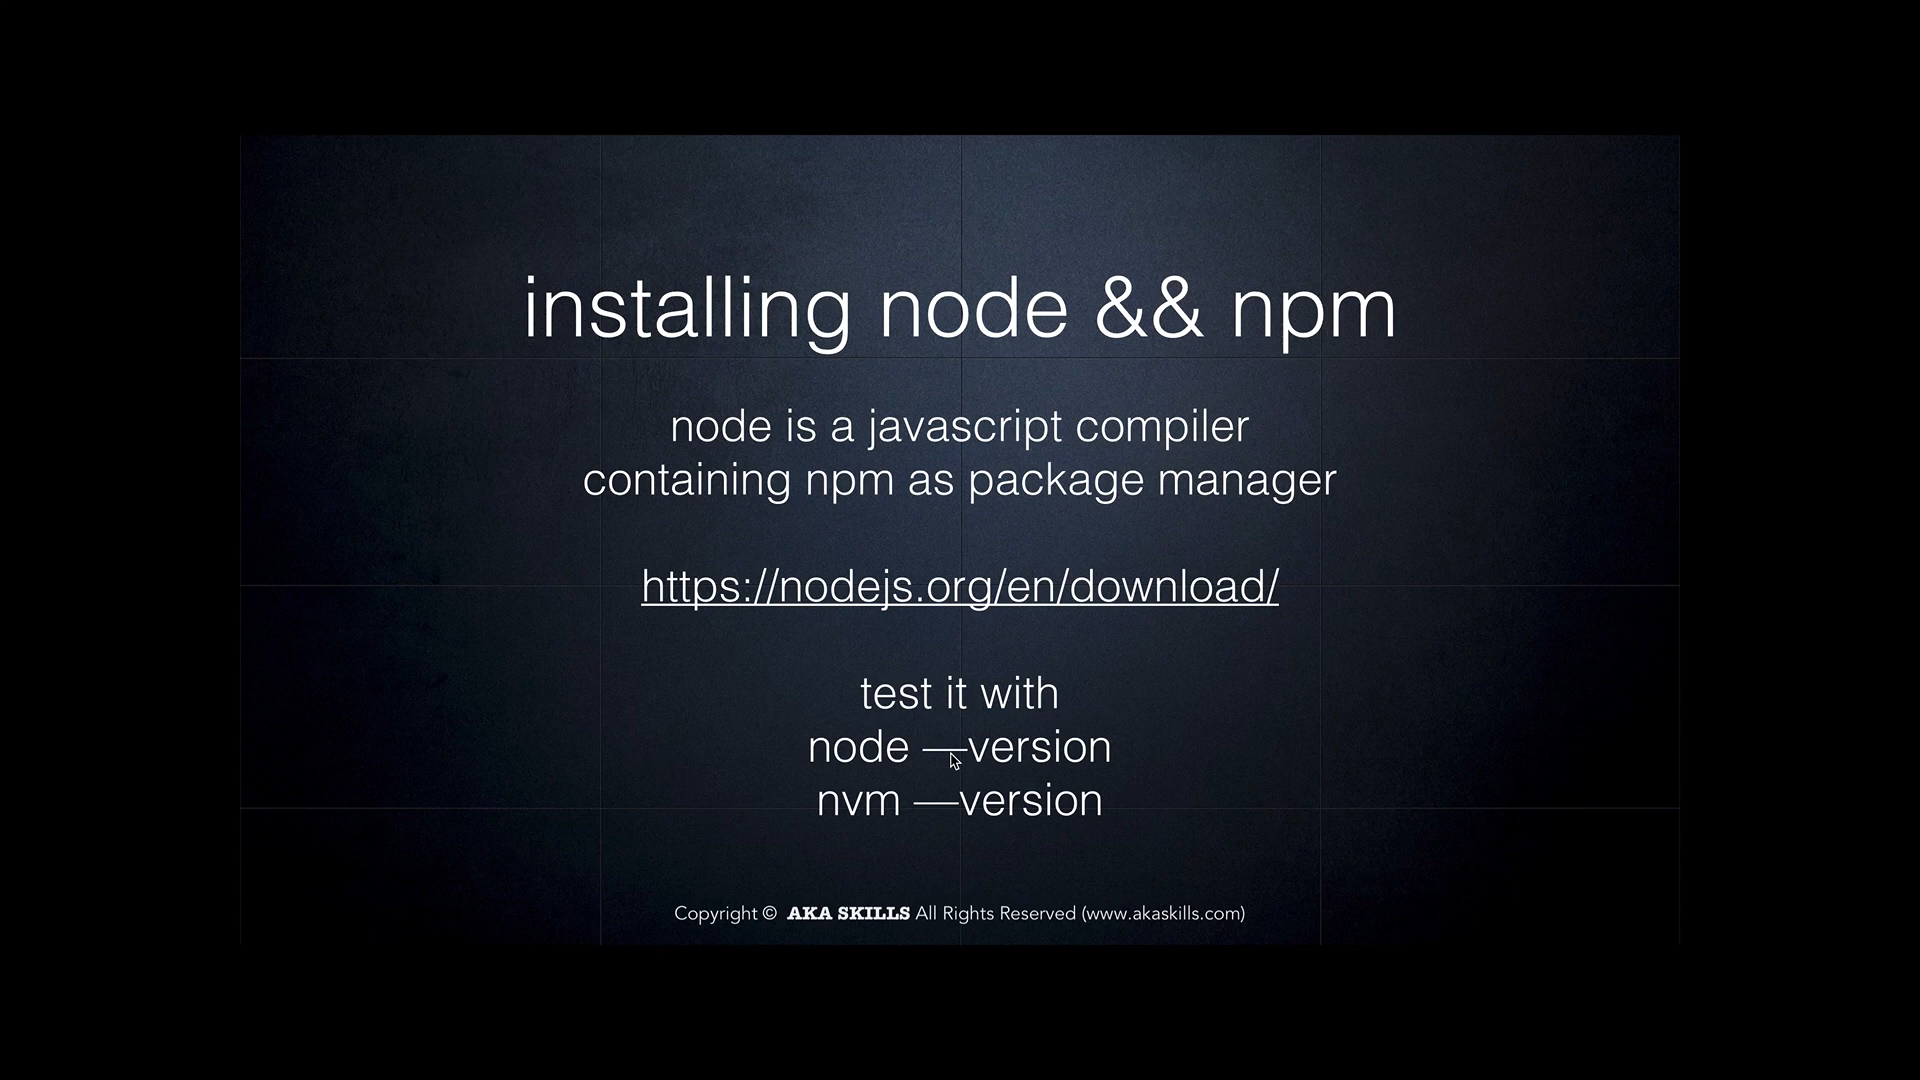 installing node && npm
node is a javascript compiler
containing npm as package manager
https://nodejs.org/en/download/
test it with
node —version
nvm —version
Copyright © AKA SKILLS All Rights Reserved (www.akaskills.com)